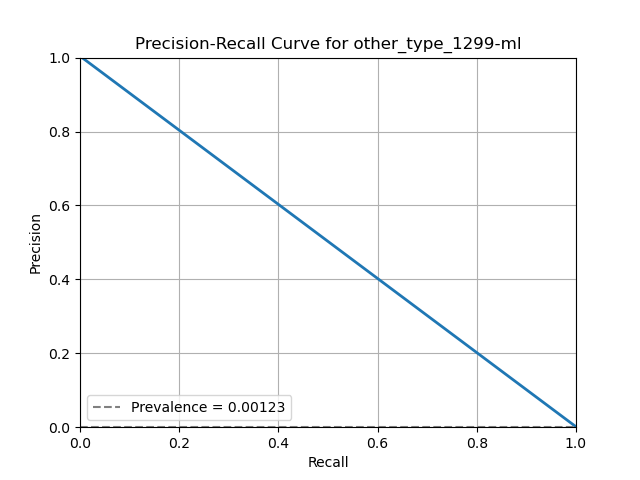 Precision-Recall Curve for other_type_1299-ml
Precision
1.0
0.8
0.6
0.4
0.2
0.0
Prevalence = 0.00123
0.0 0.2 0.4 0.6 0.8 1.0
Recall